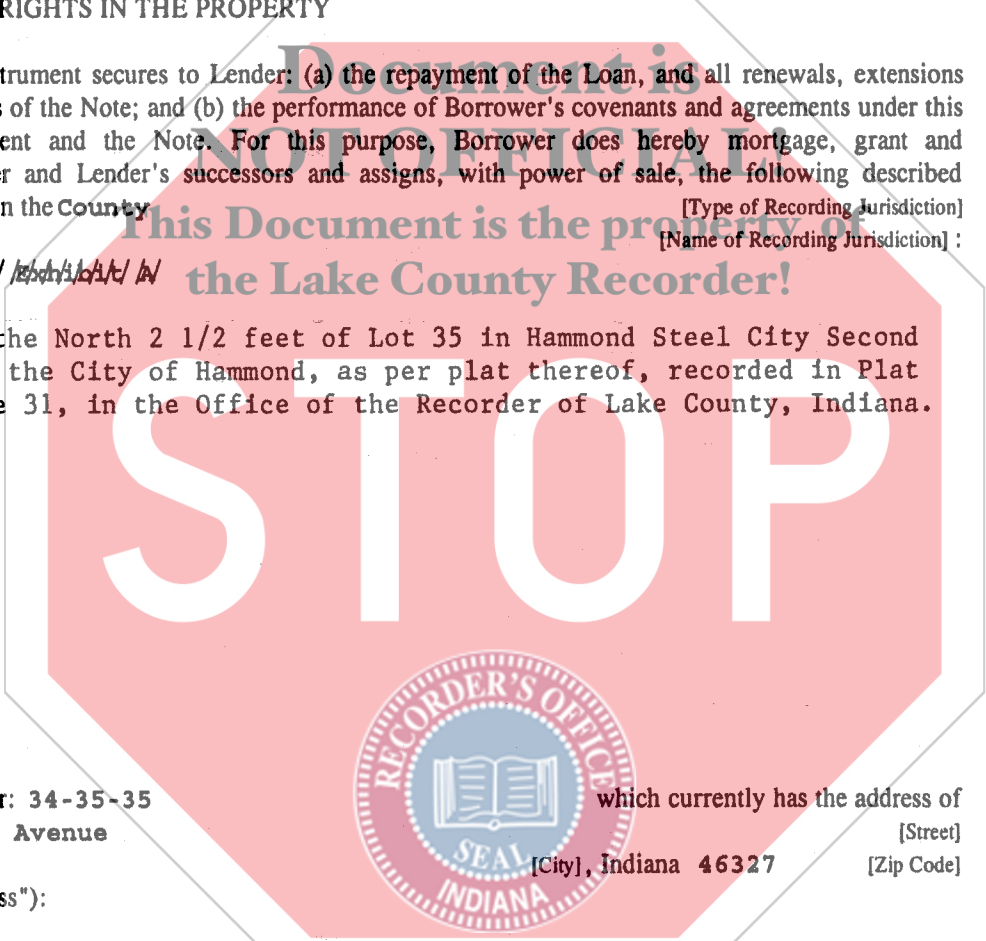 RIGHTS IN THE PROPERTY
Document is
trument secures to Lender: (a) the repayment of the Loan, and all renewals, extensions
s of the Note; and (b) the performance of Borrower's covenants and agreements under this
NOT OFFICIAL!
ent and the Note. For this purpose, Borrower does hereby mortgage, grant and
er and Lender's successors and assigns, with power of sale, the following described
n the County [Type of Recording Jurisdiction]
This Document is the property of
[Name of Recording Jurisdiction] :
Exhibit A
the Lake County Recorder!
the North 2 1/2 feet of Lot 35 in Hammond Steel City Second
the City of Hammond, as per plat thereof, recorded in Plat
e 31, in the Office of the Recorder of Lake County, Indiana.
STOP
RECORDER'S OFFICE
SEAL
INDIANA
r: 34-35-35 which currently has the address of
Avenue [Street]
[City], Indiana 46327 [Zip Code]
ss"):